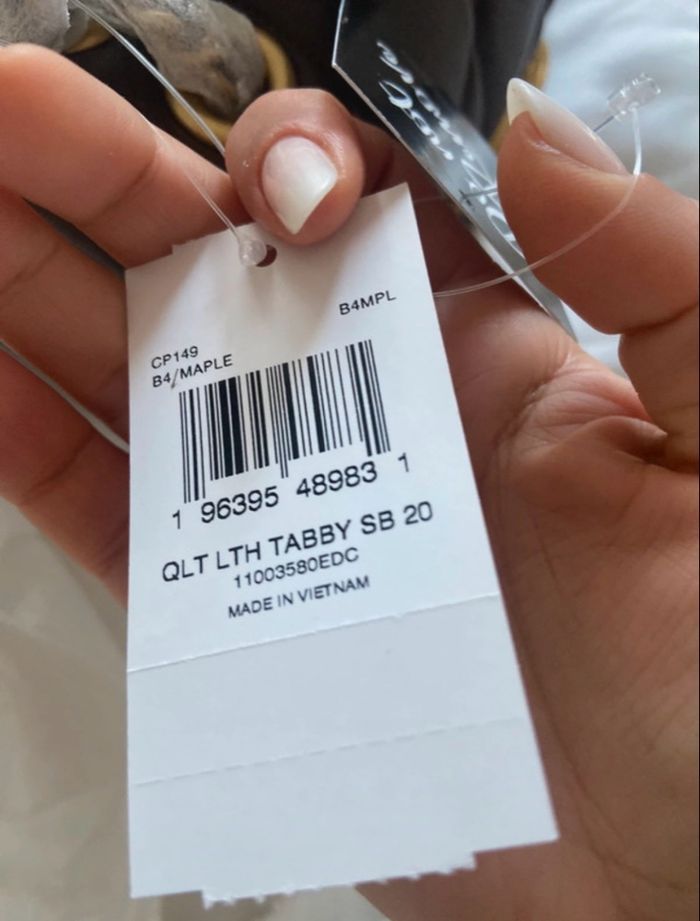 CP149
B4MPL
B4/MAPLE
1 96395 48983 1
QLT LTH TABBY SB 20
11003580EDC
MADE IN VIETNAM